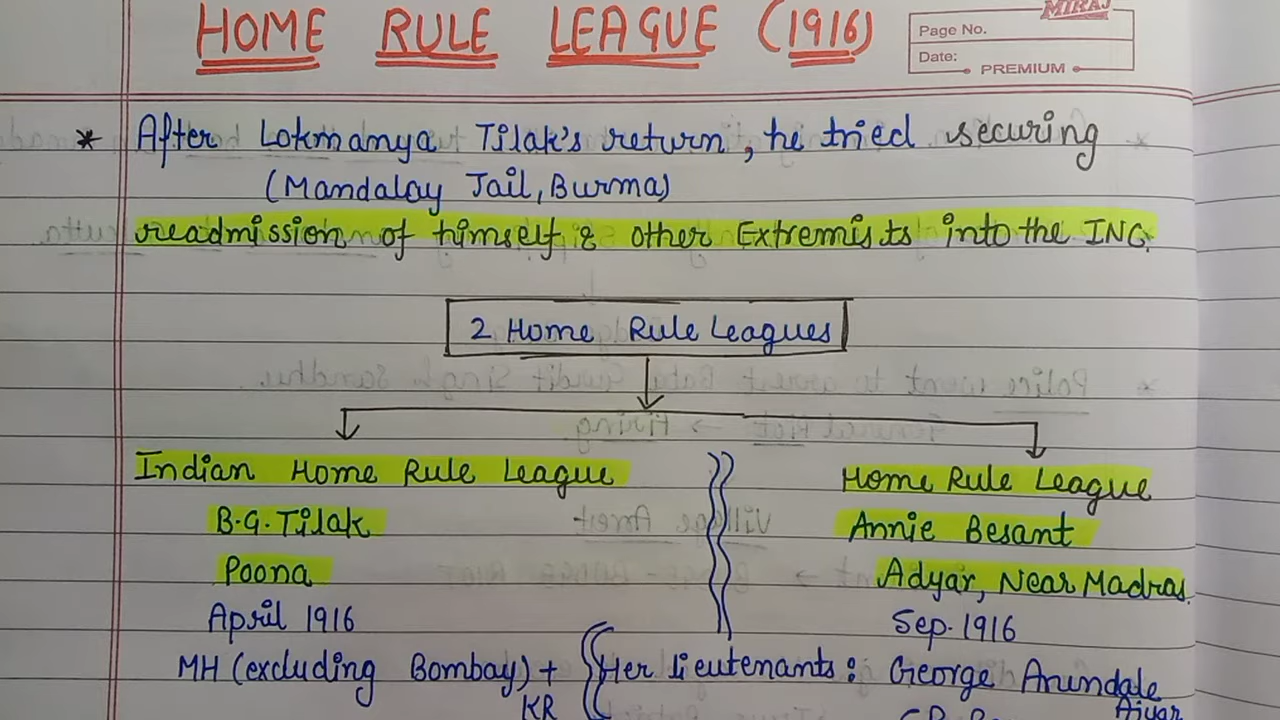 HOME RULE LEAGUE (1916)
MIRAJ
Page No.
Date:
PREMIUM
* After Lokmanya Tilak's return, he tried securing
(Mandalay Jail, Burma)
readmission of himself & other Extremists into the INC.
2 Home Rule Leagues
Indian Home Rule League
B.G. Tilak
Poona
April 1916
MH (excluding Bombay) +
KR
Home Rule League
Annie Besant
Adyar, Near Madras.
Sep. 1916
Her lieutenants: George Arundale
Aiyar